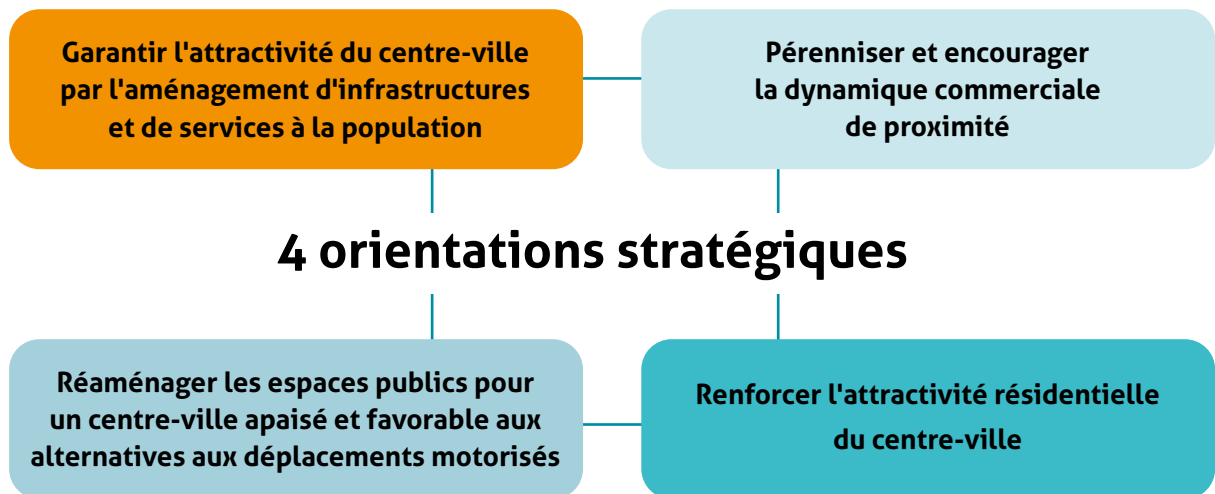 Garantir l'attractivité du centre-ville
par l'aménagement d'infrastructures
et de services à la population
Pérenniser et encourager
la dynamique commerciale
de proximité
4 orientations stratégiques
Réaménager les espaces publics pour
un centre-ville apaisé et favorable aux
alternatives aux déplacements motorisés
Renforcer l'attractivité résidentielle
du centre-ville